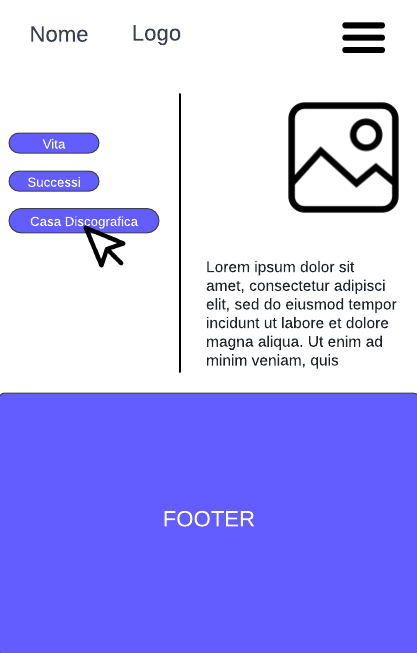 Nome
Logo
Vita
Successi
Casa Discografica
Lorem ipsum dolor sit
amet, consectetur adipisci
elit, sed do eiusmod tempor
incidunt ut labore et dolore
magna aliqua. Ut enim ad
minim veniam, quis
FOOTER